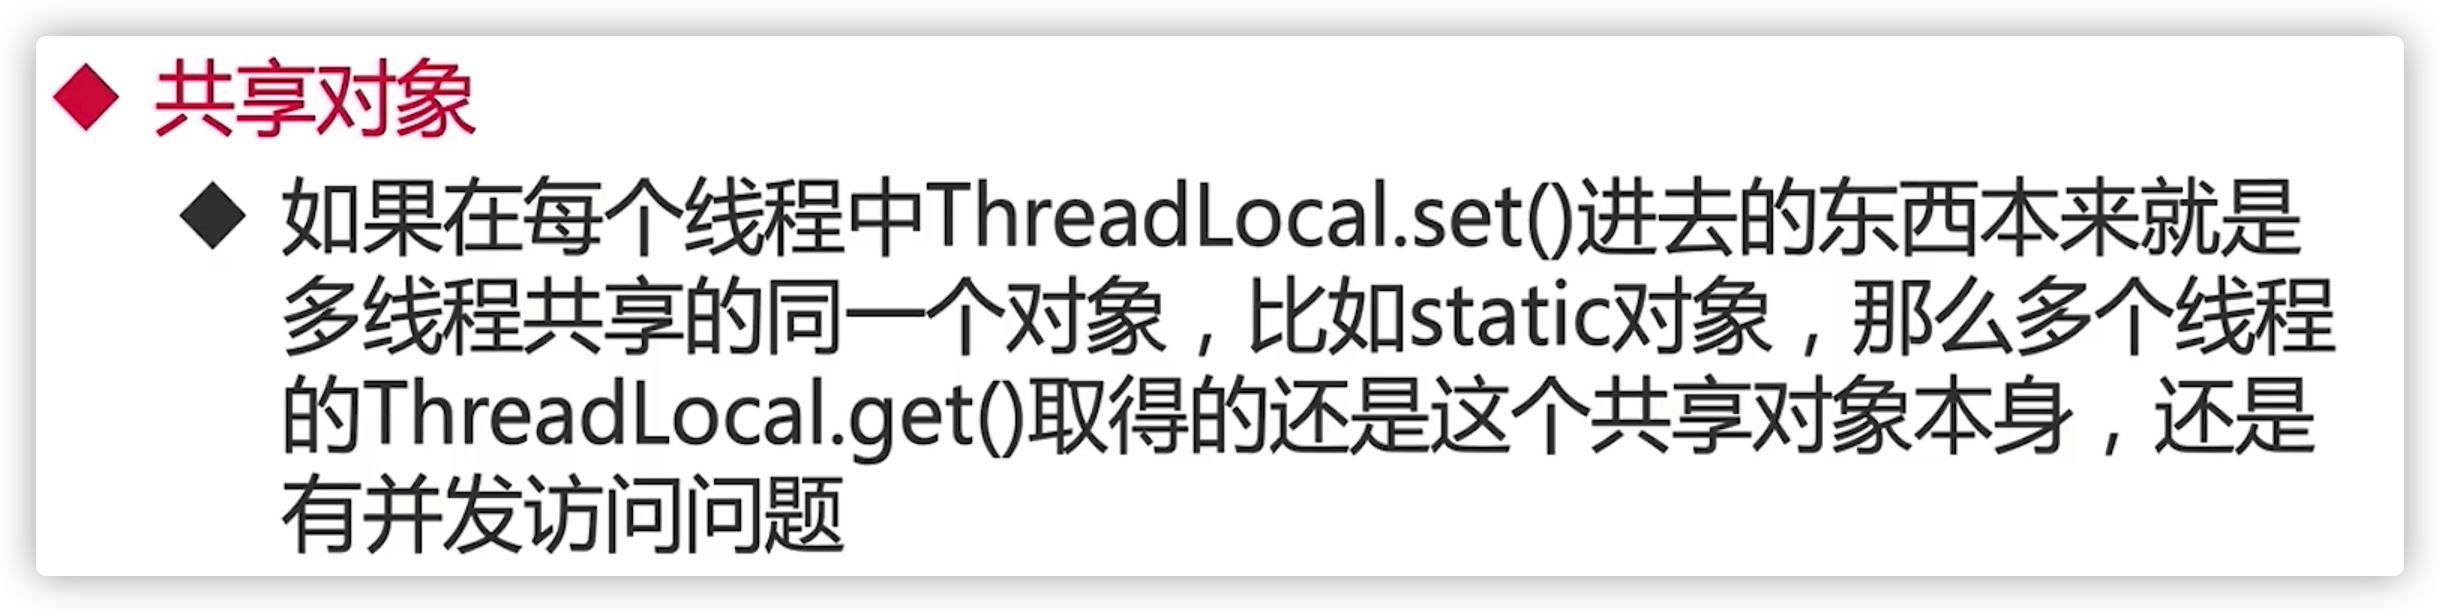 共享对象
如果在每个线程中ThreadLocal.set()进去的东西本来就是
多线程共享的同一个对象，比如static对象，那么多个线程
的ThreadLocal.get()取得的还是这个共享对象本身，还是
有并发访问问题